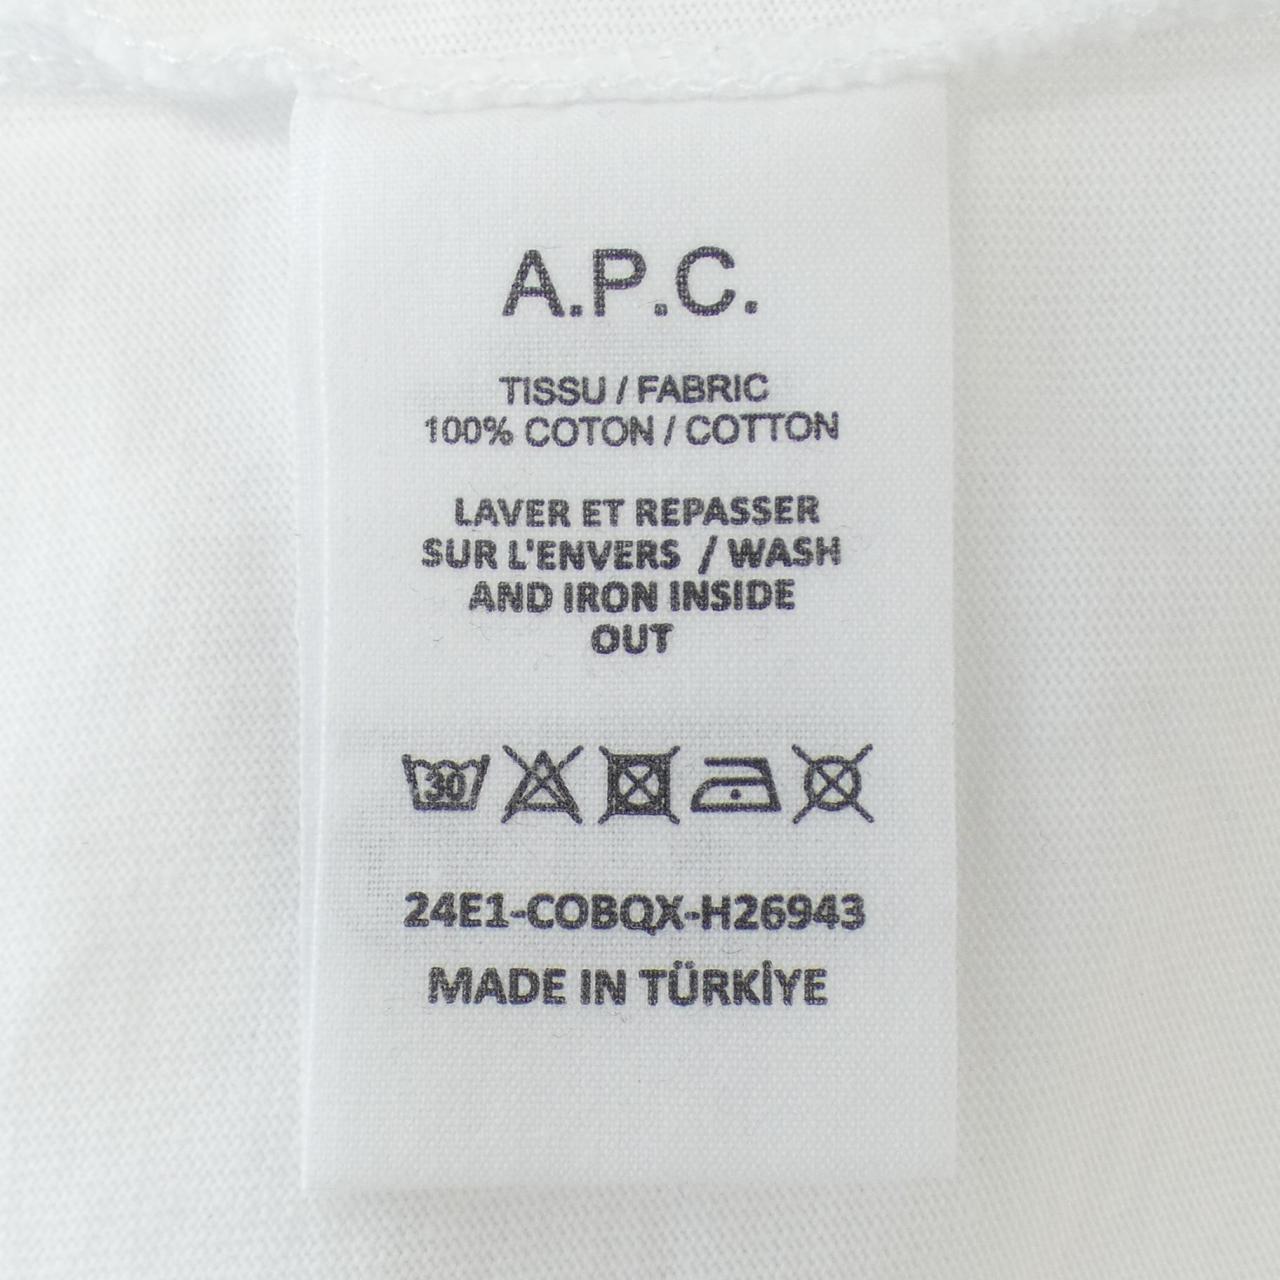 A.P.C.
TISSU / FABRIC
100% COTON / COTTON
LAVER ET REPASSER
SUR L'ENVERS / WASH
AND IRON INSIDE
OUT
30
24E1-COBQX-H26943
MADE IN TÜRKİYE